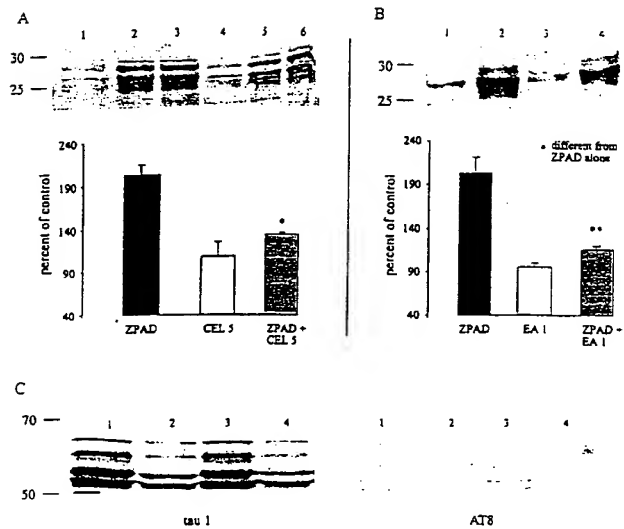 A
1 2 3 4 5 6
30
25
240
190
140
90
40
percent of control
*
ZPAD CEL 5 ZPAD +
CEL 5
B
1 2 3 4
30
25
* different from
ZPAD alone
240
190
140
90
40
percent of control
**
ZPAD EA 1 ZPAD +
EA 1
C
70
50
1 2 3 4
tau 1
1 2 3 4
AT8